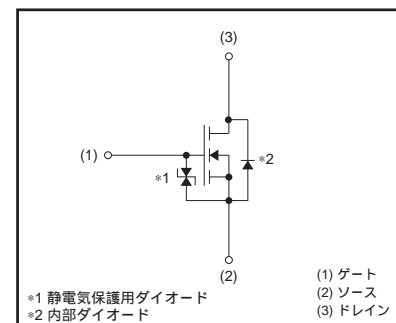 (3)
(1)
*1
*2
(2)
*1 静電気保護用ダイオード
*2 内部ダイオード
(1) ゲート
(2) ソース
(3) ドレイン